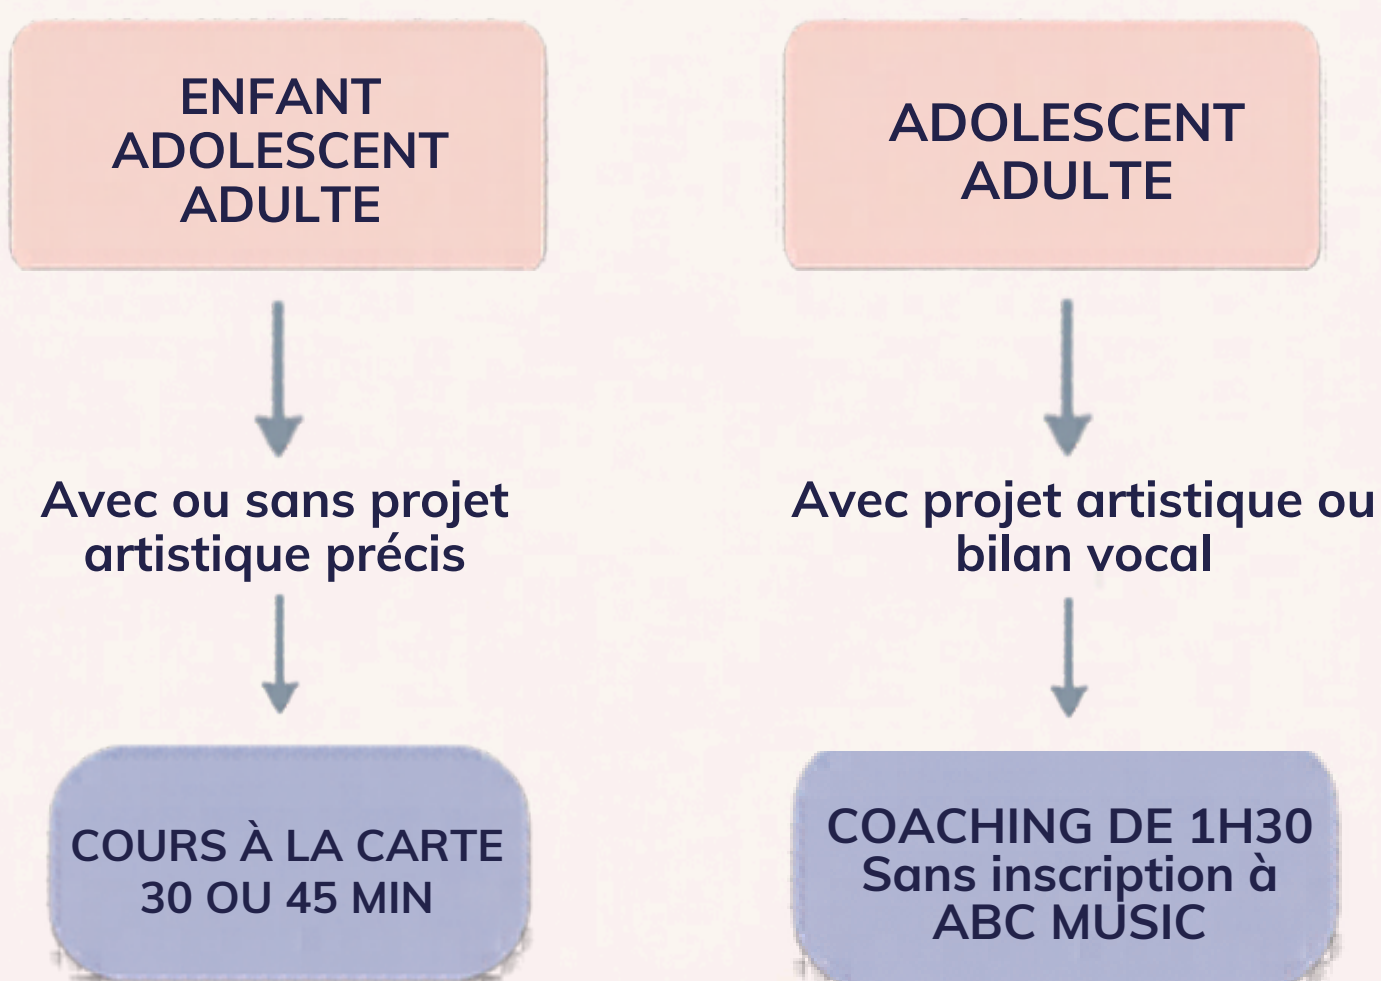 ENFANT
ADOLESCENT
ADULTE
Avec ou sans projet
artistique précis
COURS À LA CARTE
30 OU 45 MIN
ADOLESCENT
ADULTE
Avec projet artistique ou
bilan vocal
COACHING DE 1H30
Sans inscription à
ABC MUSIC